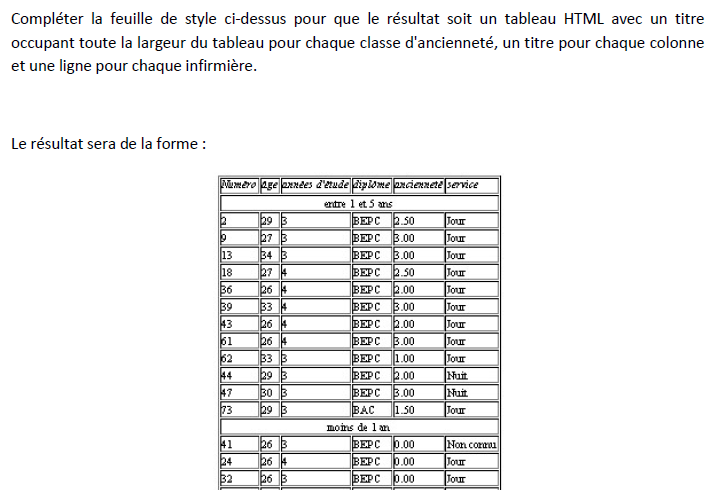 Compléter la feuille de style ci-dessus pour que le résultat soit un tableau HTML avec un titre
occupant toute la largeur du tableau pour chaque classe d'ancienneté, un titre pour chaque colonne
et une ligne pour chaque infirmière.
Le résultat sera de la forme :
Numéro age années d'étude diplôme ancienneté service
entre 1 et 5 ans
2 29 3 BEPC 2.50 Jour
9 27 3 BEPC 3.00 Jour
13 34 3 BEPC 3.00 Jour
18 27 4 BEPC 2.50 Jour
36 26 4 BEPC 2.00 Jour
39 33 4 BEPC 3.00 Jour
43 26 4 BEPC 2.00 Jour
61 26 4 BEPC 3.00 Jour
62 33 3 BEPC 1.00 Jour
44 29 3 BEPC 2.00 Nuit
47 30 3 BEPC 3.00 Nuit
73 29 3 BAC 1.50 Jour
moins de 1 an
41 26 3 BEPC 0.00 Non connu
24 26 4 BEPC 0.00 Jour
32 26 3 BEPC 0.00 Jour